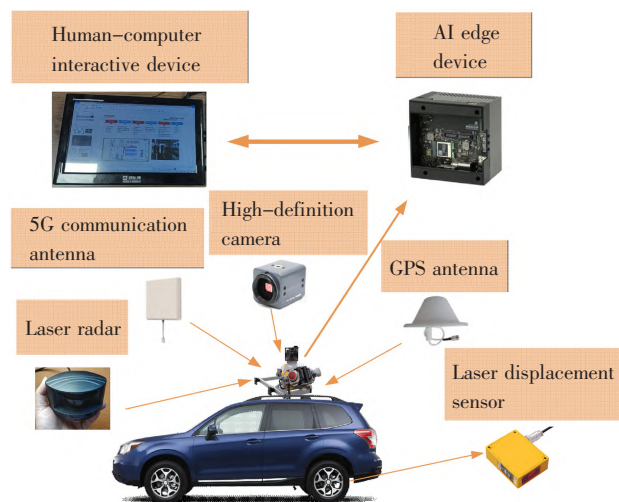 Human-computer
interactive device
AI edge
device
5G communication
antenna
High-definition
camera
GPS antenna
Laser radar
Laser displacement
sensor